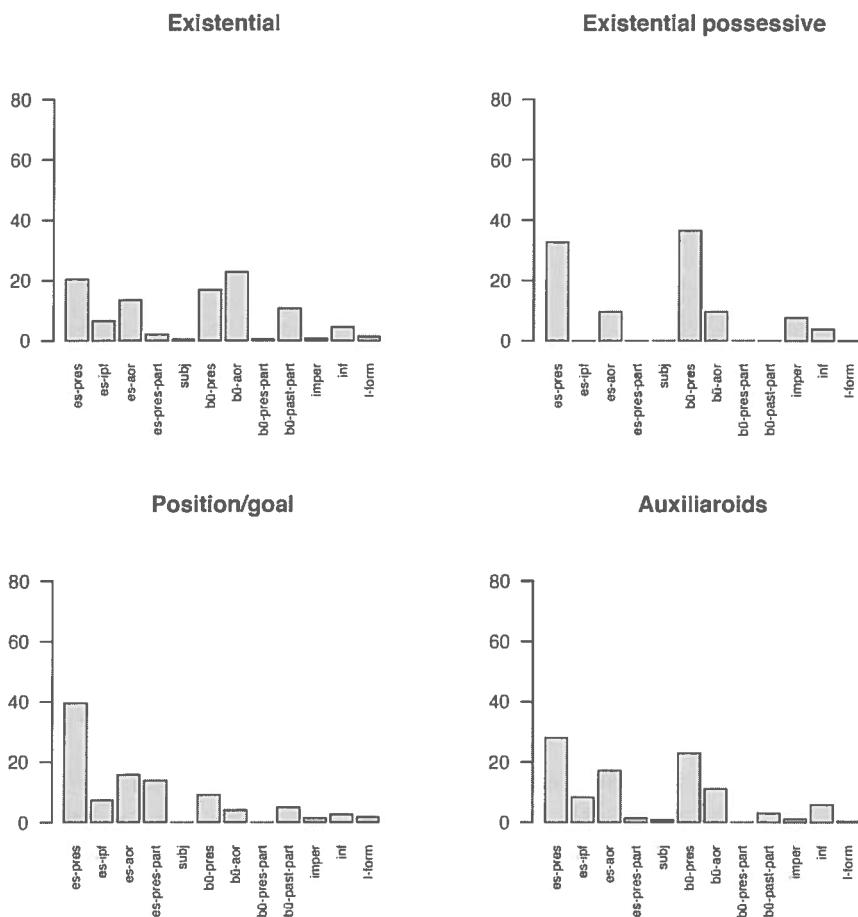 Existential
80
60
40
20
0
es-pres
es-ipf
es-aor
es-pres-part
subj
bū-pres
bū-aor
bū-pres-part
bū-past-part
imper
inf
l-form
Existential possessive
80
60
40
20
0
es-pres
es-ipf
es-aor
es-pres-part
subj
bū-pres
bū-aor
bū-pres-part
bū-past-part
imper
inf
l-form
Position/goal
80
60
40
20
0
es-pres
es-ipf
es-aor
es-pres-part
subj
bū-pres
bū-aor
bū-pres-part
bū-past-part
imper
inf
l-form
Auxiliaroids
80
60
40
20
0
es-pres
es-ipf
es-aor
es-pres-part
subj
bū-pres
bū-aor
bū-pres-part
bū-past-part
imper
inf
l-form